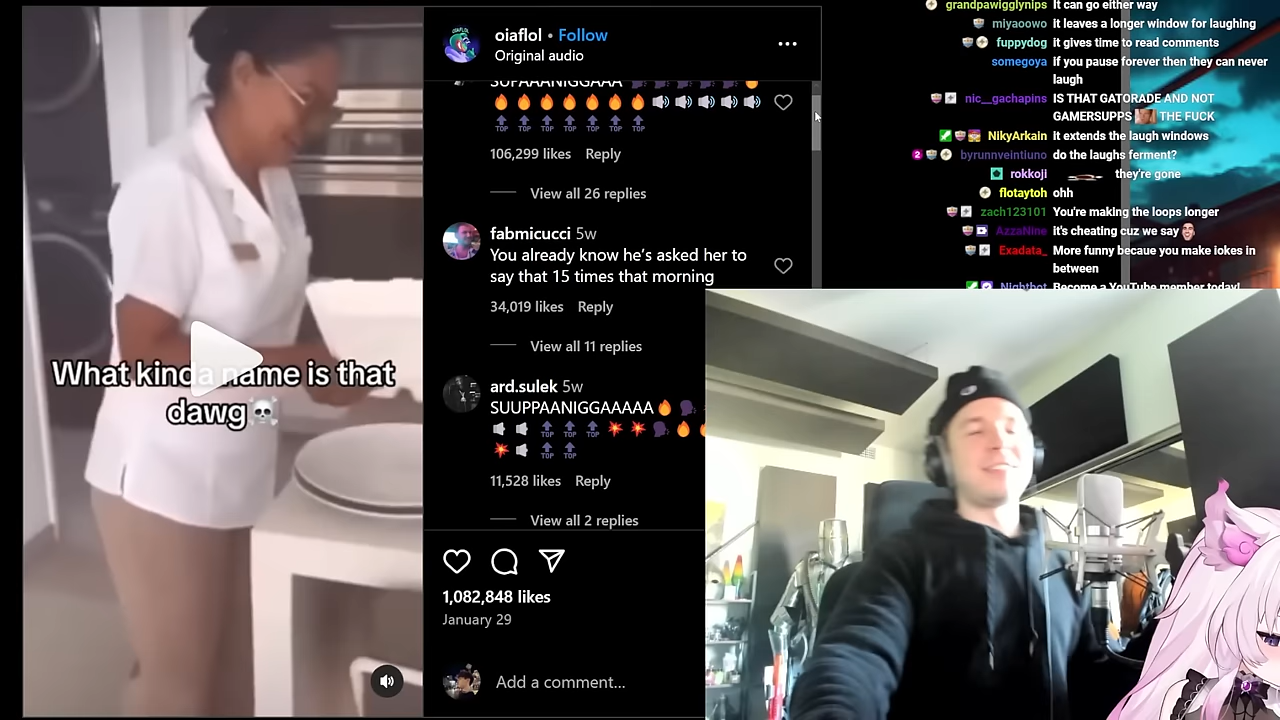 What kinda name is that
dawg☠️
oiaflol • Follow
Original audio
SUPAAANIGGAAA 🗣 🗣 🗣 🗣 🗣 🔥
🔥 🔥 🔥 🔥 🔥 🔥 🔥 🔊 🔊 🔊 🔊 🔊
🔝 🔝 🔝 🔝 🔝 🔝 🔝
106,299 likes Reply
View all 26 replies
fabmicucci 5w
You already know he's asked her to
say that 15 times that morning
34,019 likes Reply
View all 11 replies
ard.sulek 5w
SUUPPAANIGGAAAAA🔥 🗣
🔝 🔝 🔝 💥 💥 🗣 🔥
💥 🔝 🔝
11,528 likes Reply
View all 2 replies
1,082,848 likes
January 29
Add a comment...
grandpawigglynips It can go either way
miyaoowo it leaves a longer window for laughing
fuppydog it gives time to read comments
somegoya If you pause forever then they can never
laugh
nic__gachapins IS THAT GATORADE AND NOT
GAMERSUPPS THE FUCK
NikyArkain it extends the laugh windows
2 byrunnveintiuno do the laughs ferment?
rokkoji they're gone
flotaytoh ohh
zach123101 You're making the loops longer
AzzaNine it's cheating cuz we say
Exadata_ More funny becaue you make jokes in
between
Nightbot Become a YouTube member today!